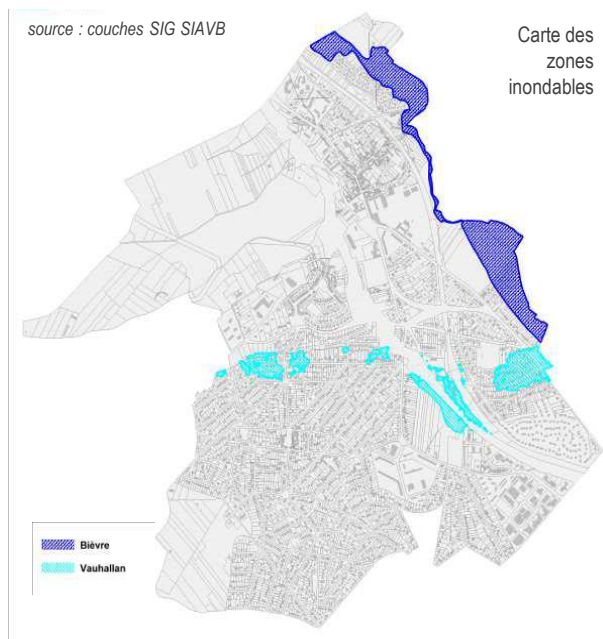 source : couches SIG SIAVB
Carte des
zones
inondables
Bièvre
Vauhallan